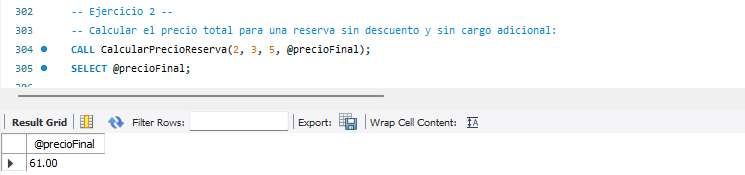 302 -- Ejercicio 2 --
303 -- Calcular el precio total para una reserva sin descuento y sin cargo adicional:
304 CALL CalcularPrecioReserva(2, 3, 5, @precioFinal);
305 SELECT @precioFinal;
306
Result Grid Filter Rows: Export: Wrap Cell Content:
@precioFinal
61.00